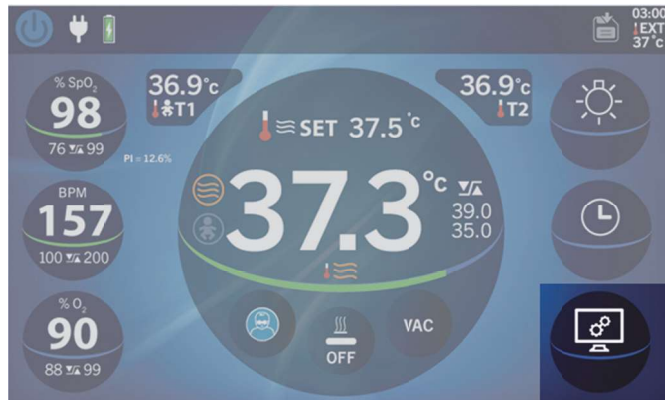 03:00
EXT
37 °c
% SpO₂
98
76 99
PI = 12.6%
36.9°c
T1
36.9°c
T2
SET 37.5 °c
37.3 °c
39.0
35.0
BPM
157
100 200
% O₂
90
88 99
OFF
VAC